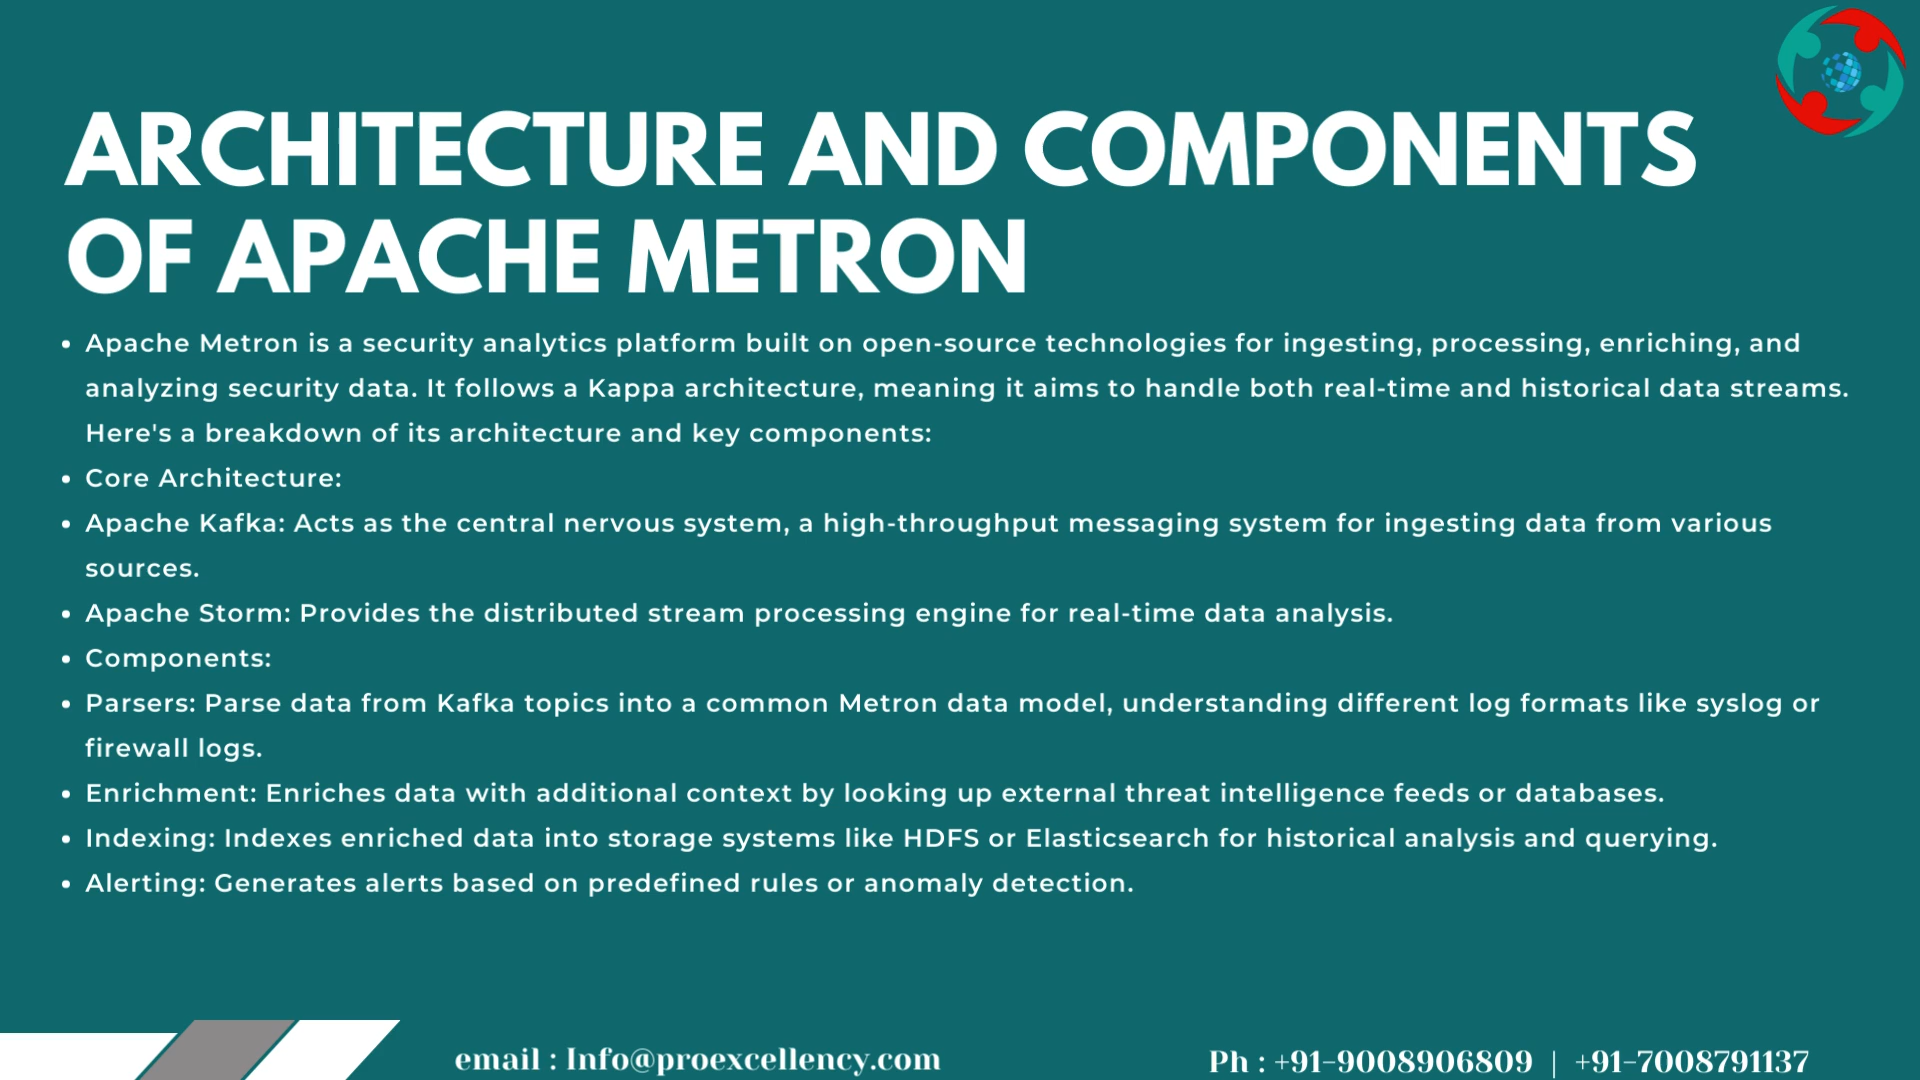 ARCHITECTURE AND COMPONENTS
OF APACHE METRON
• Apache Metron is a security analytics platform built on open-source technologies for ingesting, processing, enriching, and
analyzing security data. It follows a Kappa architecture, meaning it aims to handle both real-time and historical data streams.
Here's a breakdown of its architecture and key components:
• Core Architecture:
• Apache Kafka: Acts as the central nervous system, a high-throughput messaging system for ingesting data from various
sources.
• Apache Storm: Provides the distributed stream processing engine for real-time data analysis.
• Components:
• Parsers: Parse data from Kafka topics into a common Metron data model, understanding different log formats like syslog or
firewall logs.
• Enrichment: Enriches data with additional context by looking up external threat intelligence feeds or databases.
• Indexing: Indexes enriched data into storage systems like HDFS or Elasticsearch for historical analysis and querying.
• Alerting: Generates alerts based on predefined rules or anomaly detection.
email : Info@proexcellency.com
Ph : +91-9008906809 | +91-7008791137